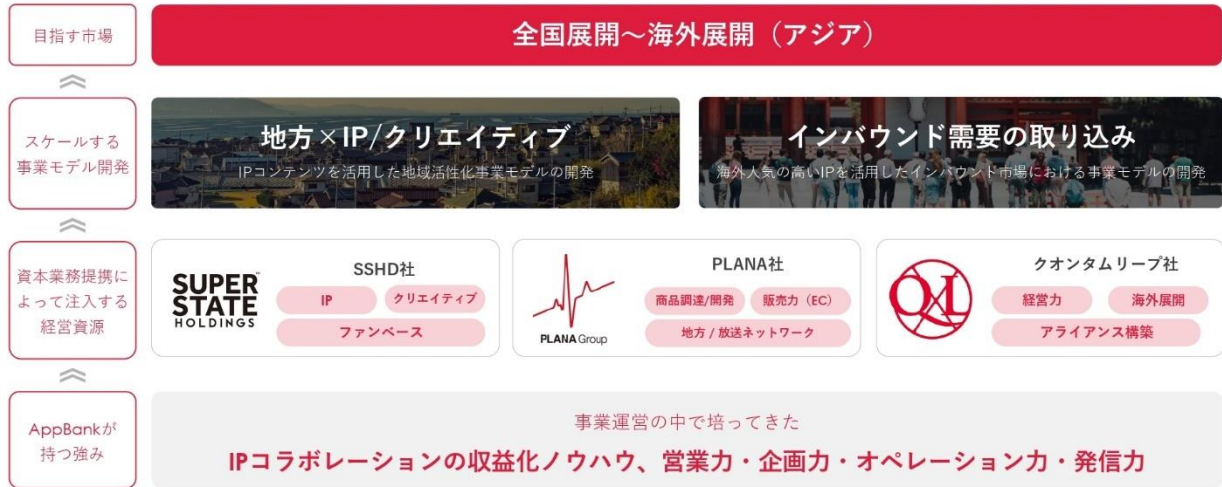 目指す市場
全国展開～海外展開（アジア）
スケールする
事業モデル開発
地方×IP/クリエイティブ
IPコンテンツを活用した地域活性化事業モデルの開発
インバウンド需要の取り込み
海外人気の高いIPを活用したインバウンド市場における事業モデルの開発
資本業務提携に
よって注入する
経営資源
SUPER
STATE
HOLDINGS
SSHD社
IP
クリエイティブ
ファンベース
PLANA Group
PLANA社
商品調達/開発
販売力（EC）
地方 / 放送ネットワーク
QL
クオンタムリープ社
経営力
海外展開
アライアンス構築
AppBankが
持つ強み
事業運営の中で培ってきた
IPコラボレーションの収益化ノウハウ、営業力・企画力・オペレーション力・発信力